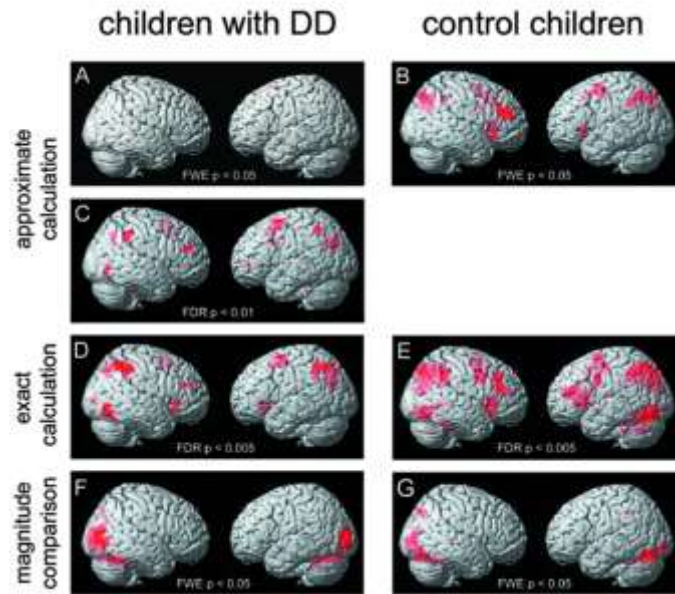 children with DD
control children
approximate
calculation
A
FWE p < 0.05
B
FWE p < 0.05
C
FDR p < 0.01
exact
calculation
D
FDR p < 0.005
E
FDR p < 0.005
magnitude
comparison
F
FWE p < 0.05
G
FWE p < 0.05